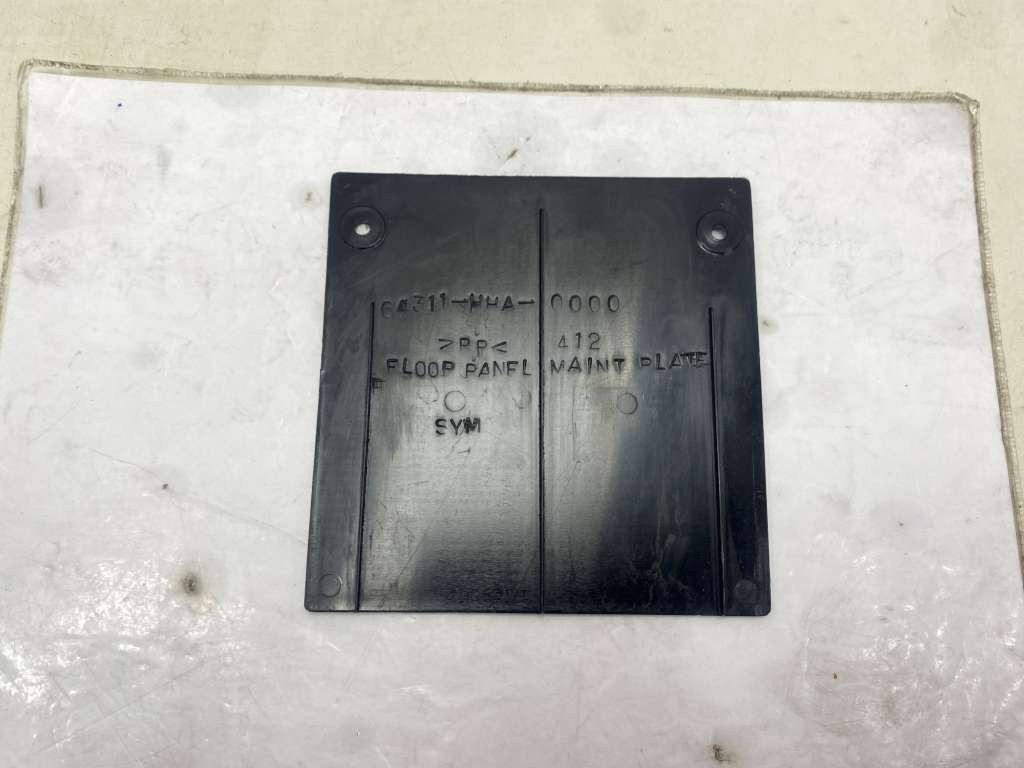 64311-HHA-0000
>PP< 412
FLOOR PANEL MAINT PLATE
F
SYM